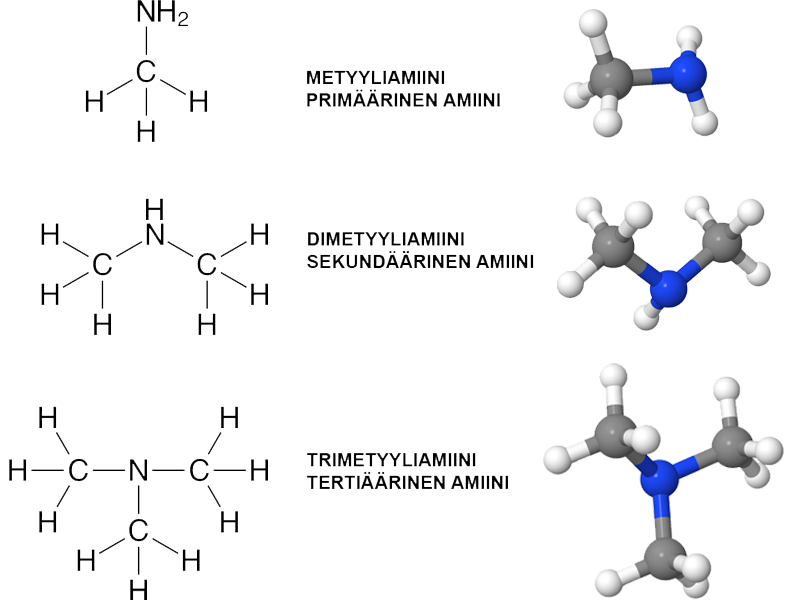 NH₂
C
H H
H
METYYLIAMIINI
PRIMÄÄRINEN AMIINI
H
H N H
C C
H H
H H
DIMETYYLIAMIINI
SEKUNDÄÄRINEN AMIINI
H H
H C N C H
H H
C
H H
H
TRIMETYYLIAMIINI
TERTIÄÄRINEN AMIINI